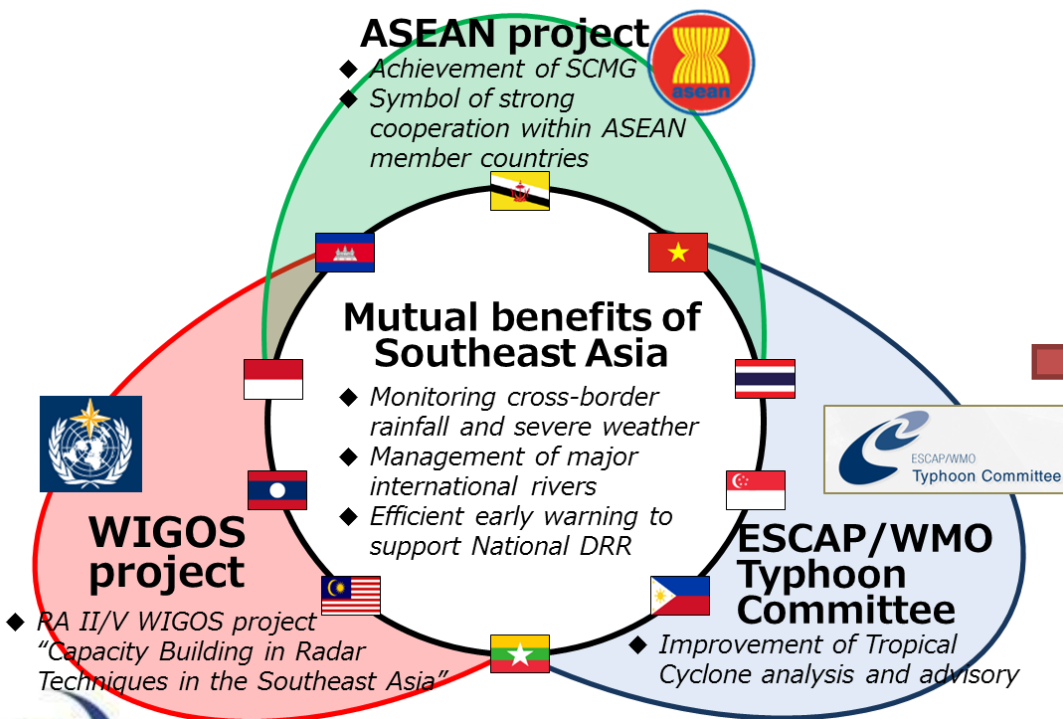 ASEAN project
◆ Achievement of SCMG
◆ Symbol of strong
cooperation within ASEAN
member countries
asean
Mutual benefits of
Southeast Asia
◆ Monitoring cross-border
rainfall and severe weather
◆ Management of major
international rivers
◆ Efficient early warning to
support National DRR
WIGOS
project
◆ RA II/V WIGOS project
“Capacity Building in Radar
Techniques in the Southeast Asia”
ESCAP/WMO
Typhoon Committee
ESCAP/WMO
Typhoon
Committee
◆ Improvement of Tropical
Cyclone analysis and advisory